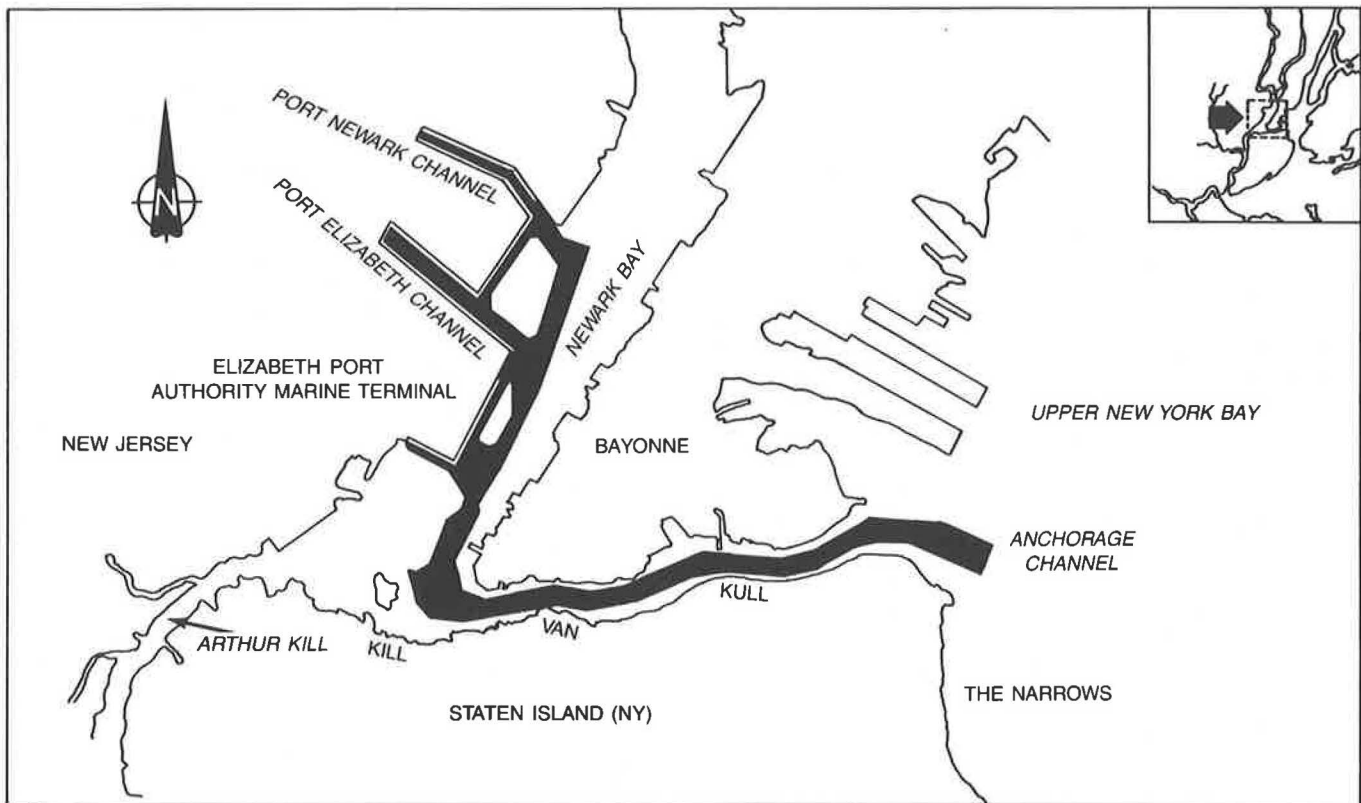 PORT NEWARK CHANNEL
N
PORT ELIZABETH CHANNEL
NEWARK BAY
ELIZABETH PORT
AUTHORITY MARINE TERMINAL
NEW JERSEY
BAYONNE
UPPER NEW YORK BAY
ANCHORAGE
CHANNEL
KULL
VAN
KILL
ARTHUR KILL
THE NARROWS
STATEN ISLAND (NY)